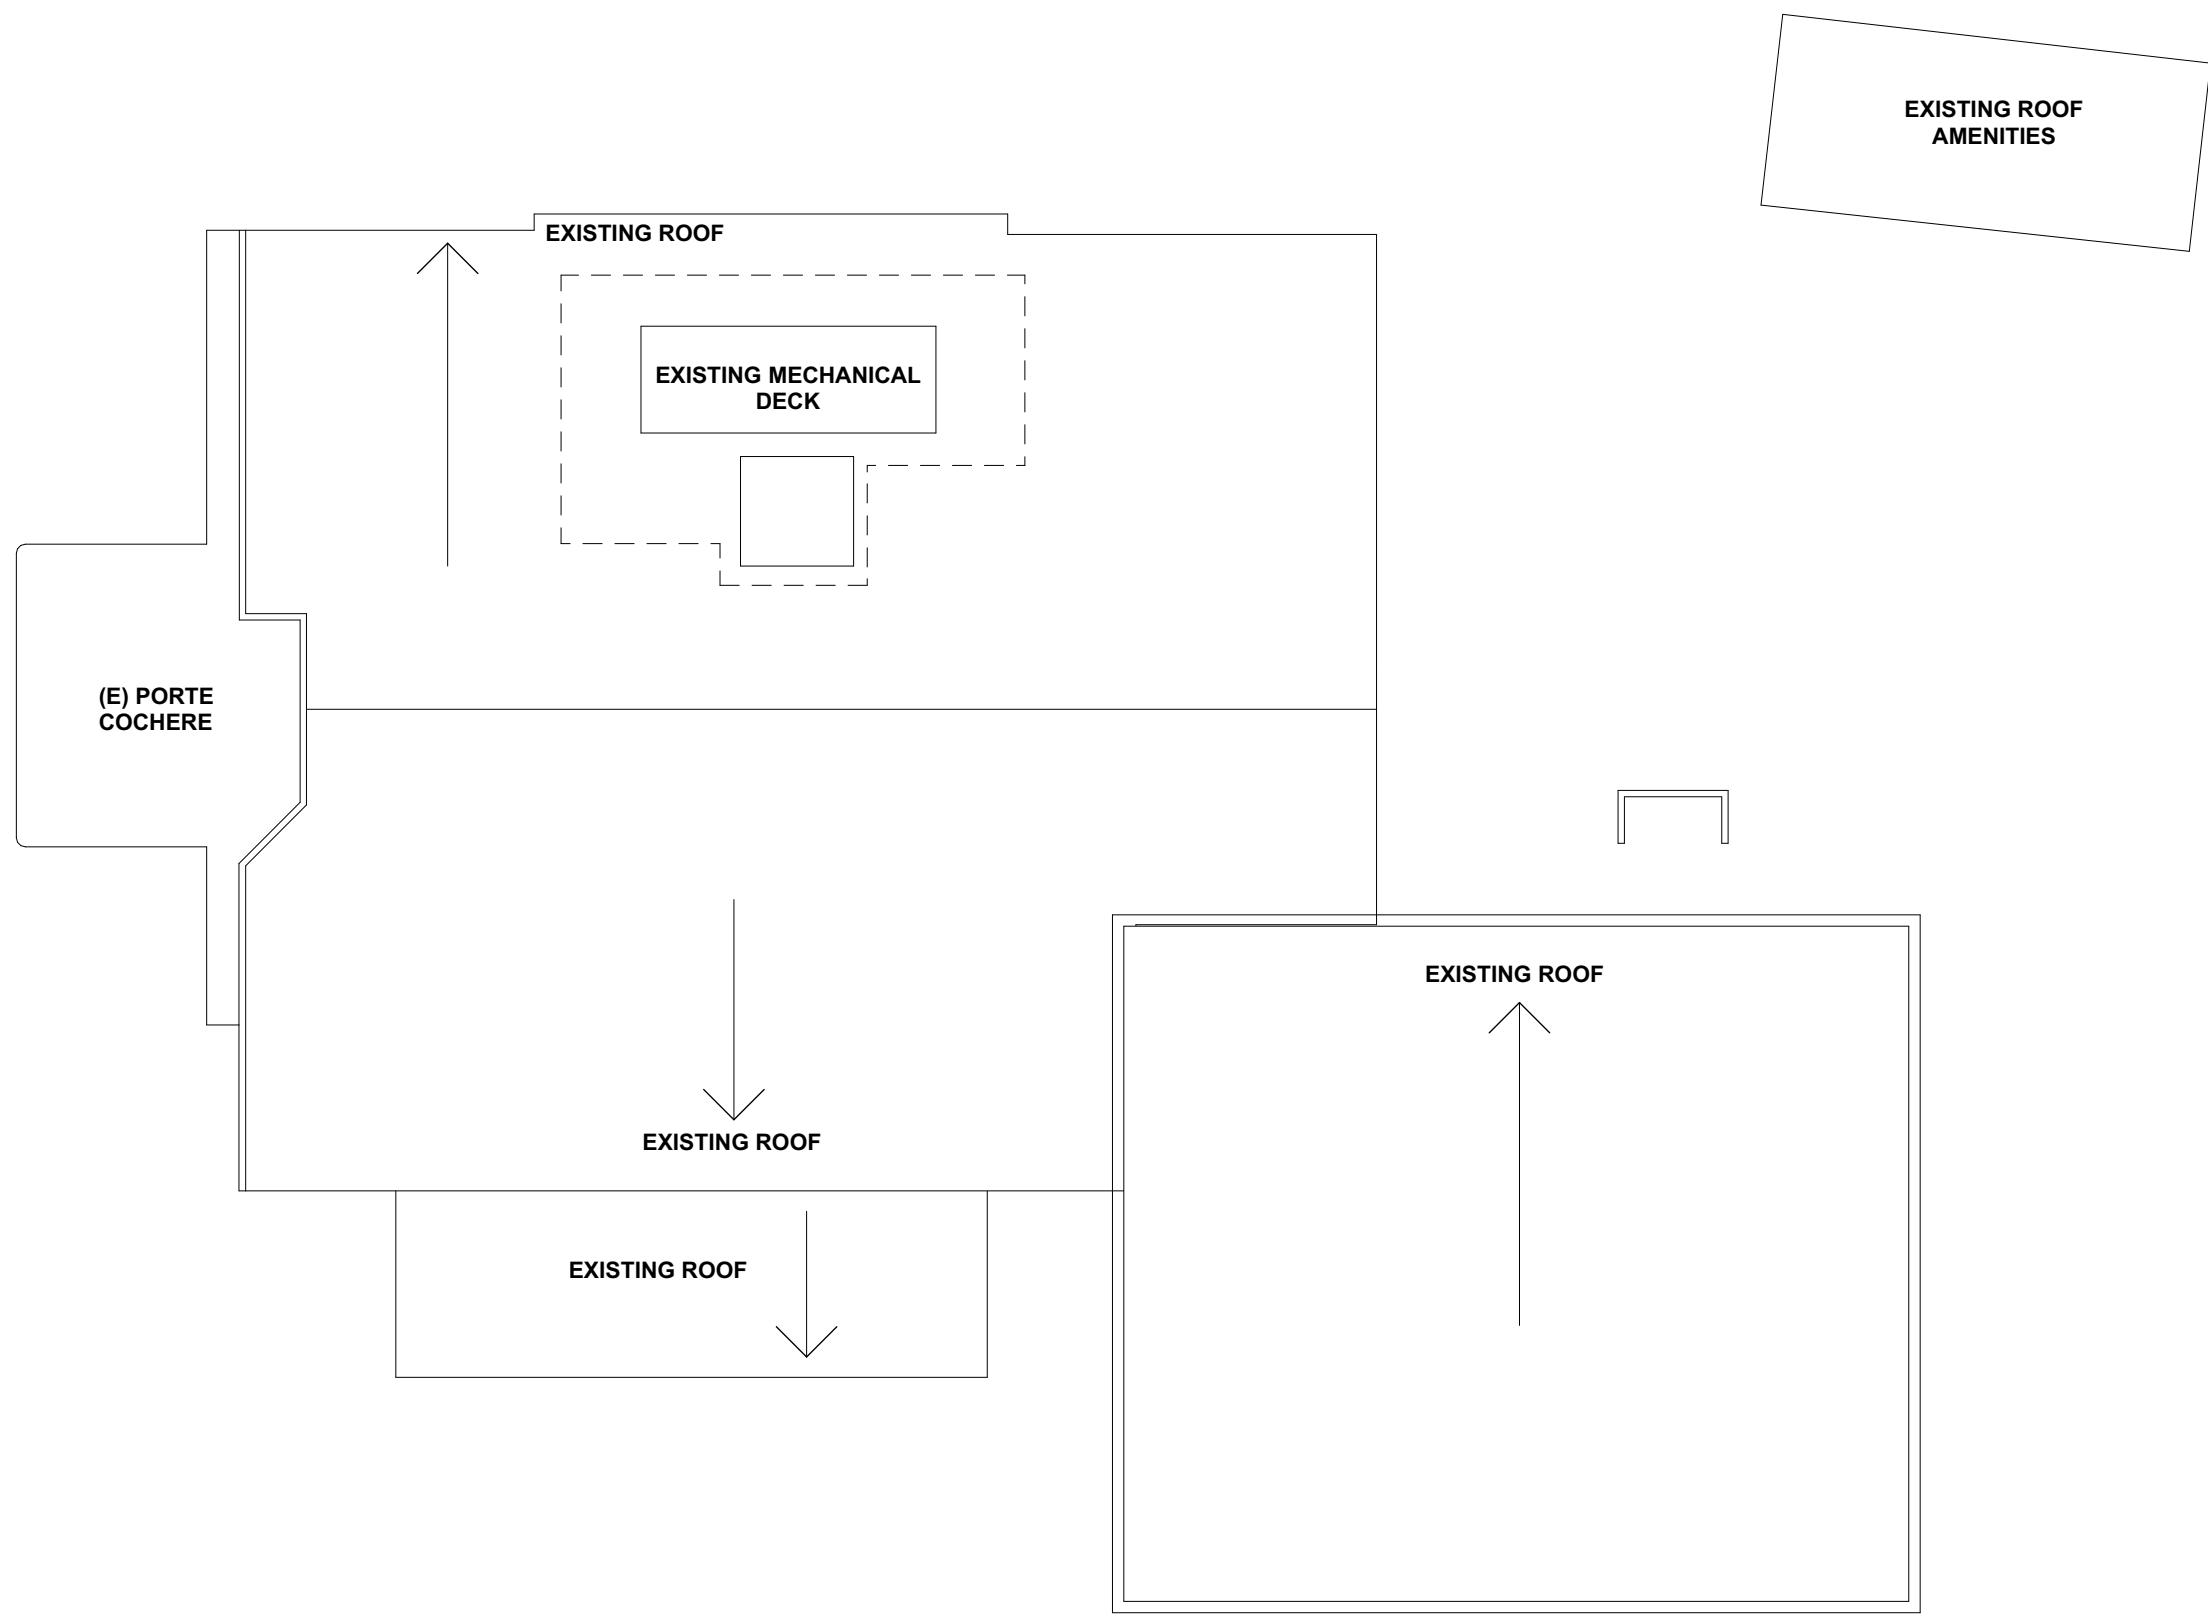 EXISTING ROOF
AMENITIES
EXISTING ROOF
EXISTING MECHANICAL
DECK
(E) PORTE
COCHERE
EXISTING ROOF
EXISTING ROOF
EXISTING ROOF